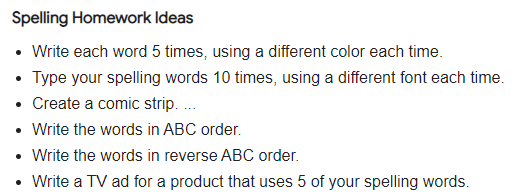 Spelling Homework Ideas
• Write each word 5 times, using a different color each time.
• Type your spelling words 10 times, using a different font each time.
• Create a comic strip. ...
• Write the words in ABC order.
• Write the words in reverse ABC order.
• Write a TV ad for a product that uses 5 of your spelling words.